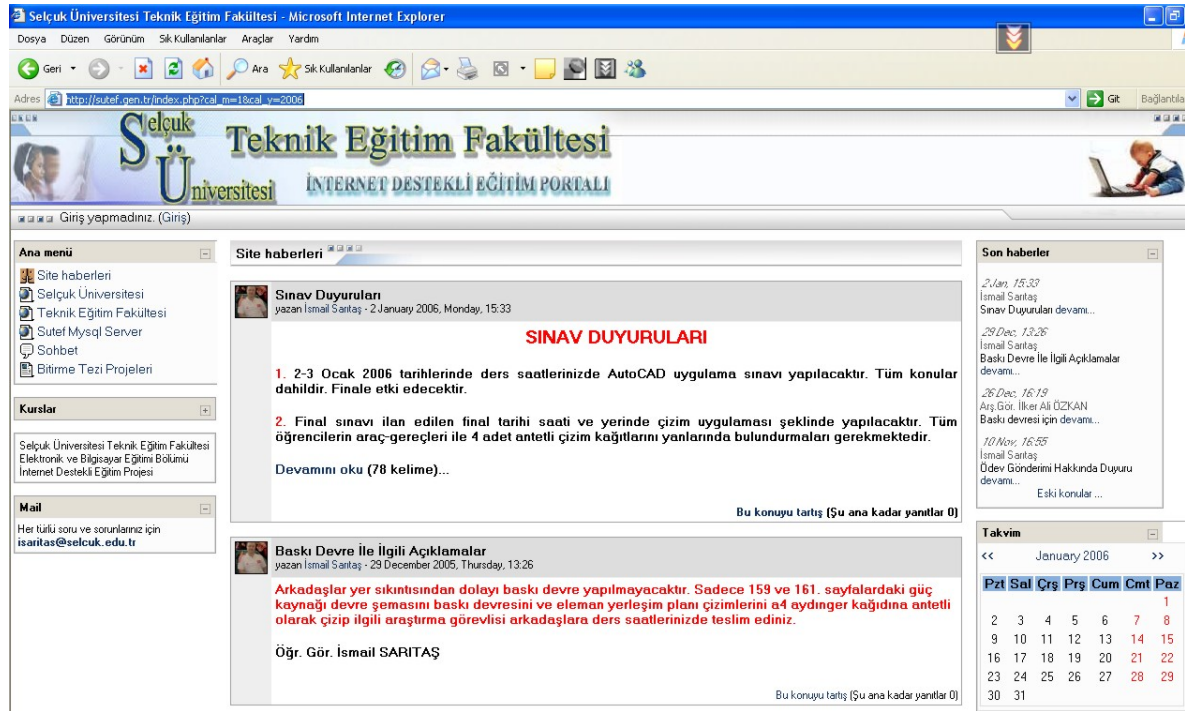 Selçuk Üniversitesi Teknik Eğitim Fakültesi - Microsoft Internet Explorer
Dosya Düzen Görünüm Sık Kullanılanlar Araçlar Yardım
Geri Ara Sık Kullanılanlar
Adres http://sutef.gen.tr/index.php?cal_m=1&cal_y=2006 Git
Selçuk Üniversitesi
Teknik Eğitim Fakültesi
İNTERNET DESTEKLİ EĞİTİM PORTALI
Giriş yapmadınız. (Giriş)
Ana menü
Site haberleri
Selçuk Üniversitesi
Teknik Eğitim Fakültesi
Sutef Mysql Server
Sohbet
Bitirme Tezi Projeleri
Kurslar
Selçuk Üniversitesi Teknik Eğitim Fakültesi
Elektronik ve Bilgisayar Eğitimi Bölümü
İnternet Destekli Eğitim Projesi
Mail
Her türlü soru ve sorunlarınız için
isaritas@selcuk.edu.tr
Site haberleri
Sınav Duyuruları
yazan İsmail Sarıtaş - 2 January 2006, Monday, 15:33
SINAV DUYURULARI
1. 2-3 Ocak 2006 tarihlerinde ders saatlerinizde AutoCAD uygulama sınavı yapılacaktır. Tüm konular
dahildir. Finale etki edecektir.
2. Final sınavı ilan edilen final tarihi saati ve yerinde çizim uygulaması şeklinde yapılacaktır. Tüm
öğrencilerin araç-gereçleri ile 4 adet antetli çizim kağıtlarını yanlarında bulundurmaları gerekmektedir.
Devamını oku (78 kelime)...
Bu konuyu tartış (Şu ana kadar yanıtlar 0)
Baskı Devre İle İlgili Açıklamalar
yazan İsmail Sarıtaş - 29 December 2005, Thursday, 13:26
Arkadaşlar yer sıkıntısından dolayı baskı devre yapılmayacaktır. Sadece 159 ve 161. sayfalardaki güç
kaynağı devre şemasını baskı devresini ve eleman yerleşim planı çizimlerini a4 aydınger kağıdına antetli
olarak çizip ilgili araştırma görevlisi arkadaşlara ders saatlerinizde teslim ediniz.
Öğr. Gör. İsmail SARITAŞ
Bu konuyu tartış (Şu ana kadar yanıtlar 0)
Son haberler
2 Jan, 15:33
İsmail Sarıtaş
Sınav Duyuruları devamı...
29 Dec, 13:26
İsmail Sarıtaş
Baskı Devre İle İlgili Açıklamalar
devamı...
26 Dec, 16:19
Arş.Gör. İlker Ali ÖZKAN
Baskı devresi için devamı...
10 Nov, 16:55
İsmail Sarıtaş
Ödev Gönderimi Hakkında Duyuru
devamı...
Eski konular ...
Takvim
<< January 2006 >>
Pzt Sal Çrş Prş Cum Cmt Paz
1
2 3 4 5 6 7 8
9 10 11 12 13 14 15
16 17 18 19 20 21 22
23 24 25 26 27 28 29
30 31